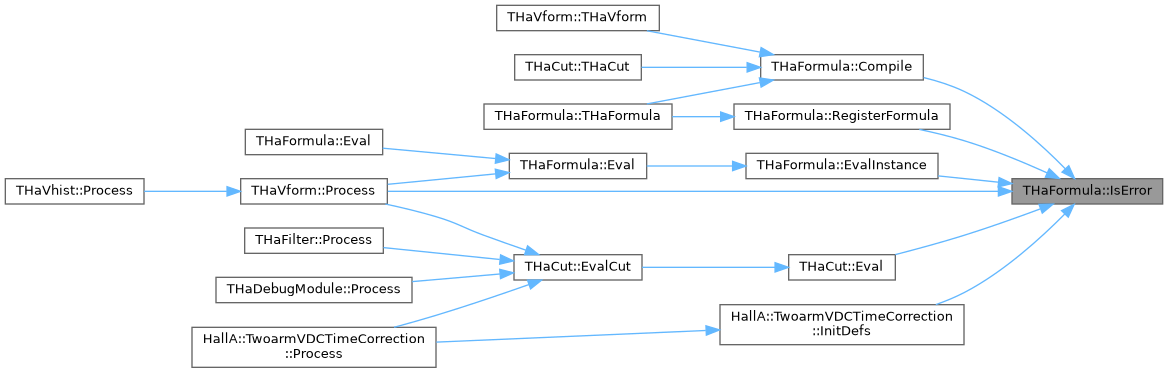 THaVform::THaVform
THaCut::THaCut
THaFormula::Compile
THaFormula::THaFormula
THaFormula::RegisterFormula
THaFormula::Eval
THaFormula::Eval
THaFormula::EvalInstance
THaVhist::Process
THaVform::Process
THaFormula::IsError
THaFilter::Process
THaCut::EvalCut
THaCut::Eval
THaDebugModule::Process
HallA::TwoarmVDCTimeCorrection
::InitDefs
HallA::TwoarmVDCTimeCorrection
::Process